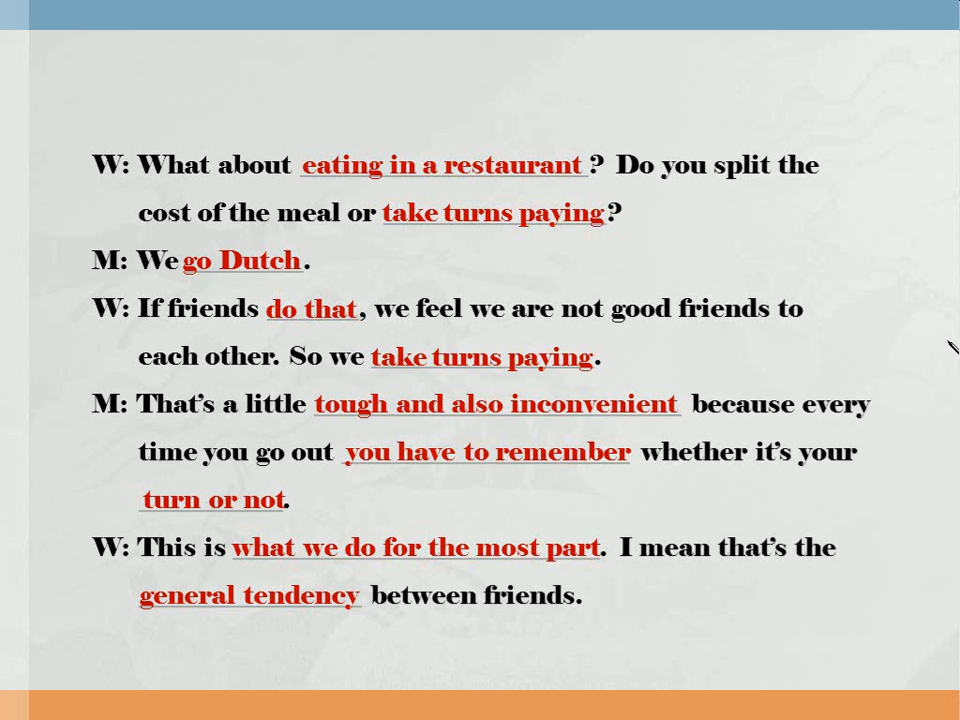 W: What about eating in a restaurant ? Do you split the
cost of the meal or take turns paying?
M: We go Dutch.
W: If friends do that, we feel we are not good friends to
each other. So we take turns paying.
M: That's a little tough and also inconvenient because every
time you go out you have to remember whether it's your
turn or not.
W: This is what we do for the most part. I mean that's the
general tendency between friends.